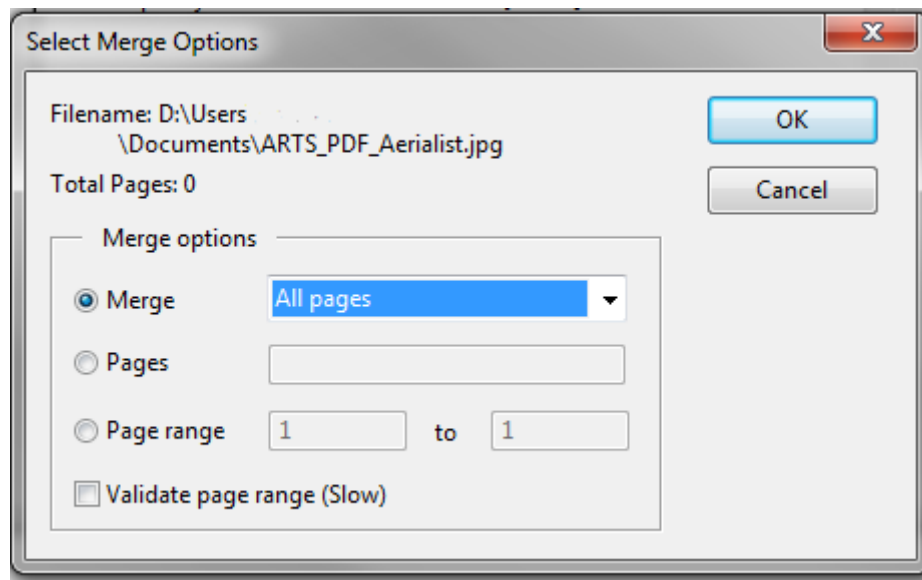 Select Merge Options
Filename: D:\Users
\Documents\ARTS_PDF_Aerialist.jpg
OK
Total Pages: 0
Cancel
Merge options
Merge All pages
Pages
Page range 1 to 1
Validate page range (Slow)